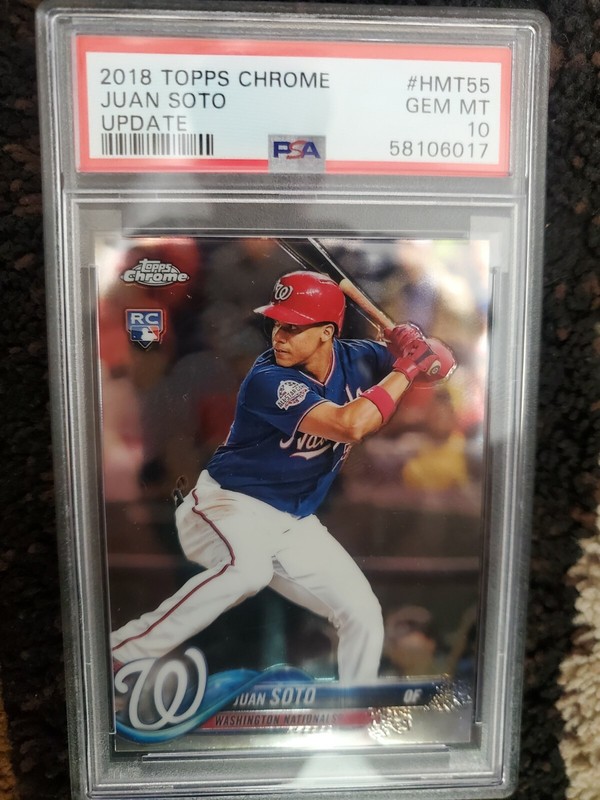 2018 TOPPS CHROME #HMT55
JUAN SOTO GEM MT
UPDATE 10
PSA 58106017
Topps
Chrome
RC
W
W
JUAN SOTO OF
WASHINGTON NATIONALS